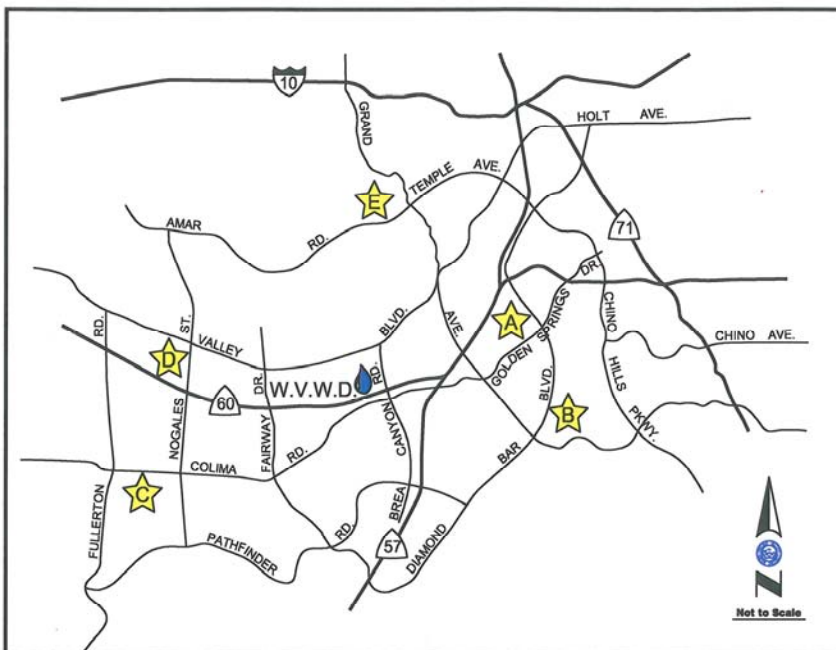 10
GRAND
HOLT AVE.
TEMPLE AVE.
E
AMAR RD.
71
RD.
ST.
VALLEY BLVD.
AVE.
A
GOLDEN SPRINGS DR.
CHINO HILLS PKWY.
CHINO AVE.
D
60
NOGALES
FAIRWAY DR.
W.V.W.D.
BREA CANYON RD.
DIAMOND BAR BLVD.
B
COLIMA RD.
C
FULLERTON
PATHFINDER RD.
57
N
Not to Scale